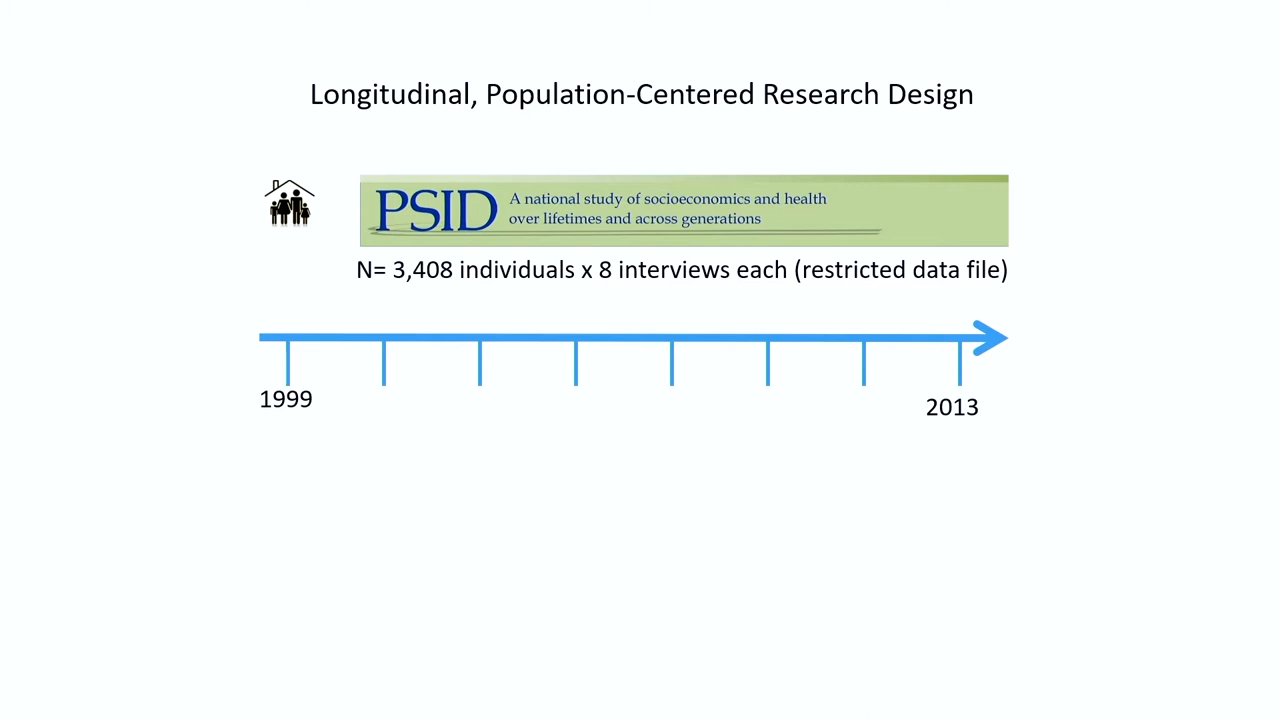 Longitudinal, Population-Centered Research Design
PSID
A national study of socioeconomics and health
over lifetimes and across generations
N= 3,408 individuals x 8 interviews each (restricted data file)
1999
2013